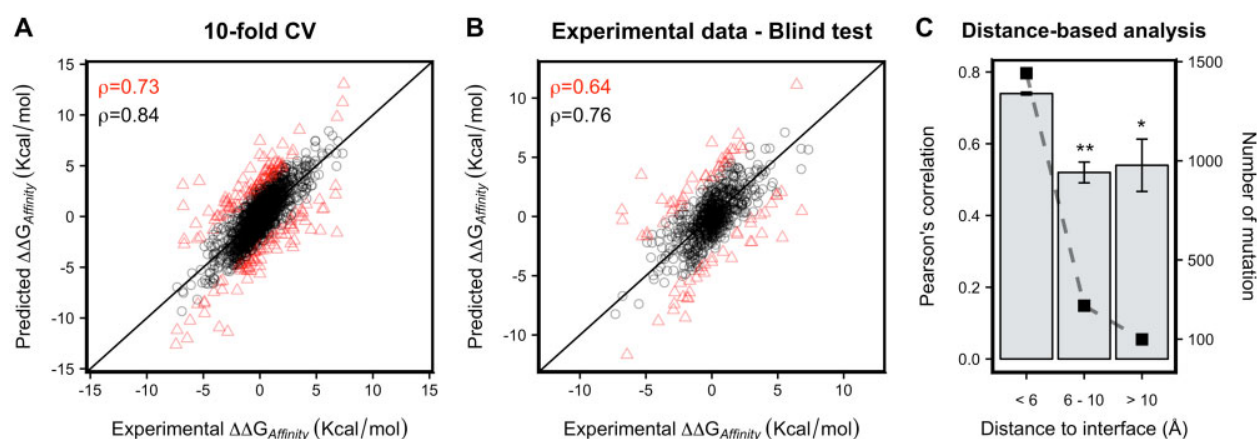 A
10-fold CV
ρ=0.73
ρ=0.84
Predicted ΔΔG_Affinity (Kcal/mol)
15
10
5
0
-5
-10
-15
-15
-10
-5
0
5
10
15
Experimental ΔΔG_Affinity (Kcal/mol)
B
Experimental data - Blind test
ρ=0.64
ρ=0.76
Predicted ΔΔG_Affinity (Kcal/mol)
10
5
0
-5
-10
-10
-5
0
5
10
Experimental ΔΔG_Affinity (Kcal/mol)
C
Distance-based analysis
Pearson's correlation
0.8
0.6
0.4
0.2
0.0
**
*
1500
1000
500
100
Number of mutation
< 6
6 - 10
> 10
Distance to interface (Å)